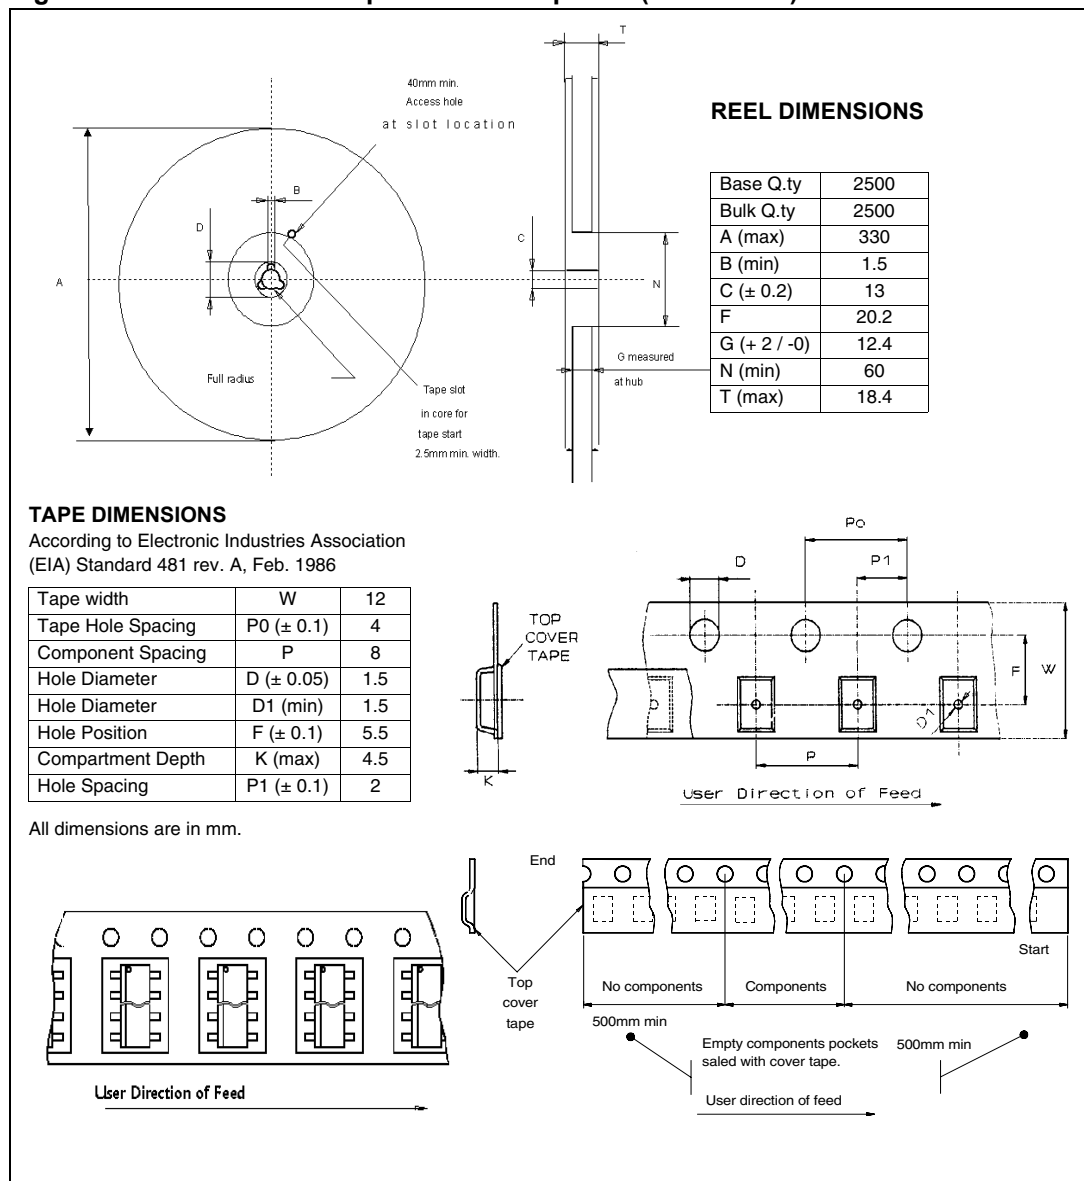 T
40mm min.
Access hole
at slot location
REEL DIMENSIONS
Base Q.ty 2500
Bulk Q.ty 2500
A (max) 330
B (min) 1.5
C (± 0.2) 13
F 20.2
G (+ 2 / -0) 12.4
N (min) 60
T (max) 18.4
B
D
C
A
N
G measured
at hub
Full radius
Tape slot
in core for
tape start
2.5mm min. width.
TAPE DIMENSIONS
According to Electronic Industries Association
(EIA) Standard 481 rev. A, Feb. 1986
Tape width W 12
Tape Hole Spacing P0 (± 0.1) 4
Component Spacing P 8
Hole Diameter D (± 0.05) 1.5
Hole Diameter D1 (min) 1.5
Hole Position F (± 0.1) 5.5
Compartment Depth K (max) 4.5
Hole Spacing P1 (± 0.1) 2
All dimensions are in mm.
Po
D P1
TOP
COVER
TAPE
F W
D1
P
K
User Direction of Feed
End
Start
Top
cover
tape
No components Components No components
500mm min
Empty components pockets
saled with cover tape.
500mm min
User direction of feed
User Direction of Feed